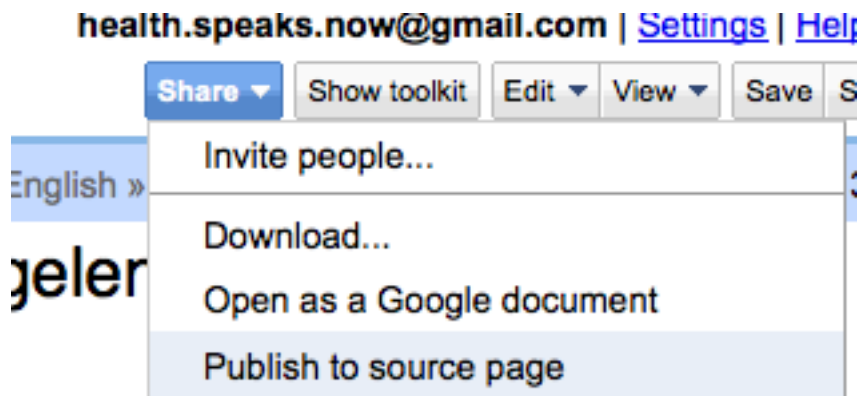 health.speaks.now@gmail.com | Settings | Help
Share Show toolkit Edit View Save
Invite people...
English »
Download...
Open as a Google document
Publish to source page